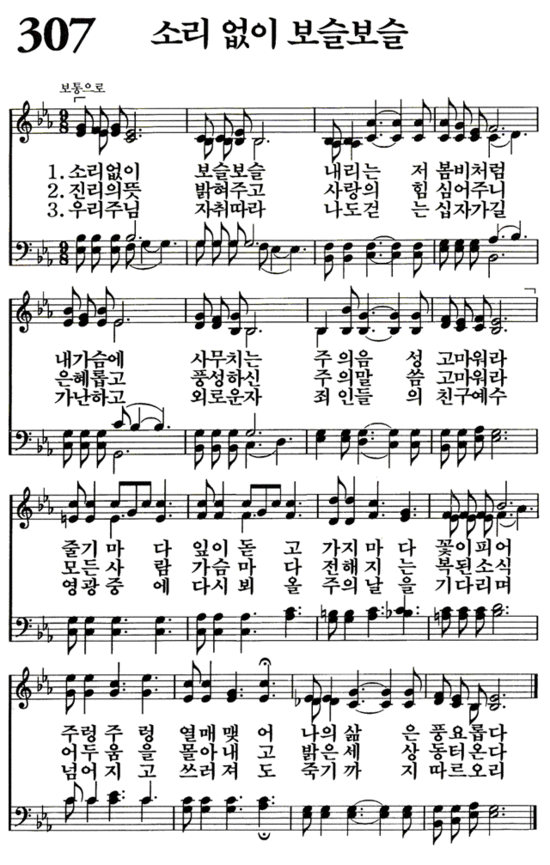 307 소리 없이 보슬보슬
보통으로
9/8
1. 소리없이 보슬보슬 내리는 저 봄비처럼
2. 진리의뜻 밝혀주고 사랑의 힘 심어주니
3. 우리주님 자취따라 나도걷 는 십자가길
9/8
내가슴에 사무치는 주 의음 성 고마워라
은혜롭고 풍성하신 주 의말 씀 고마워라
가난하고 외로운자 죄 인들 의 친구예수
줄기 마 다 잎이 돋 고 가지 마 다 꽃이피어
모든 사 람 가슴 마 다 전해 지 는 복된소식
영광 중 에 다시 뵈 올 주의 날 을 기다리며
주렁 주 렁 열매 맺 어 나의 삶 은 풍요롭다
어두 움 을 몰아 내 고 밝은 세 상 동터온다
넘어 지 고 쓰러 져 도 죽기 까 지 따르오리